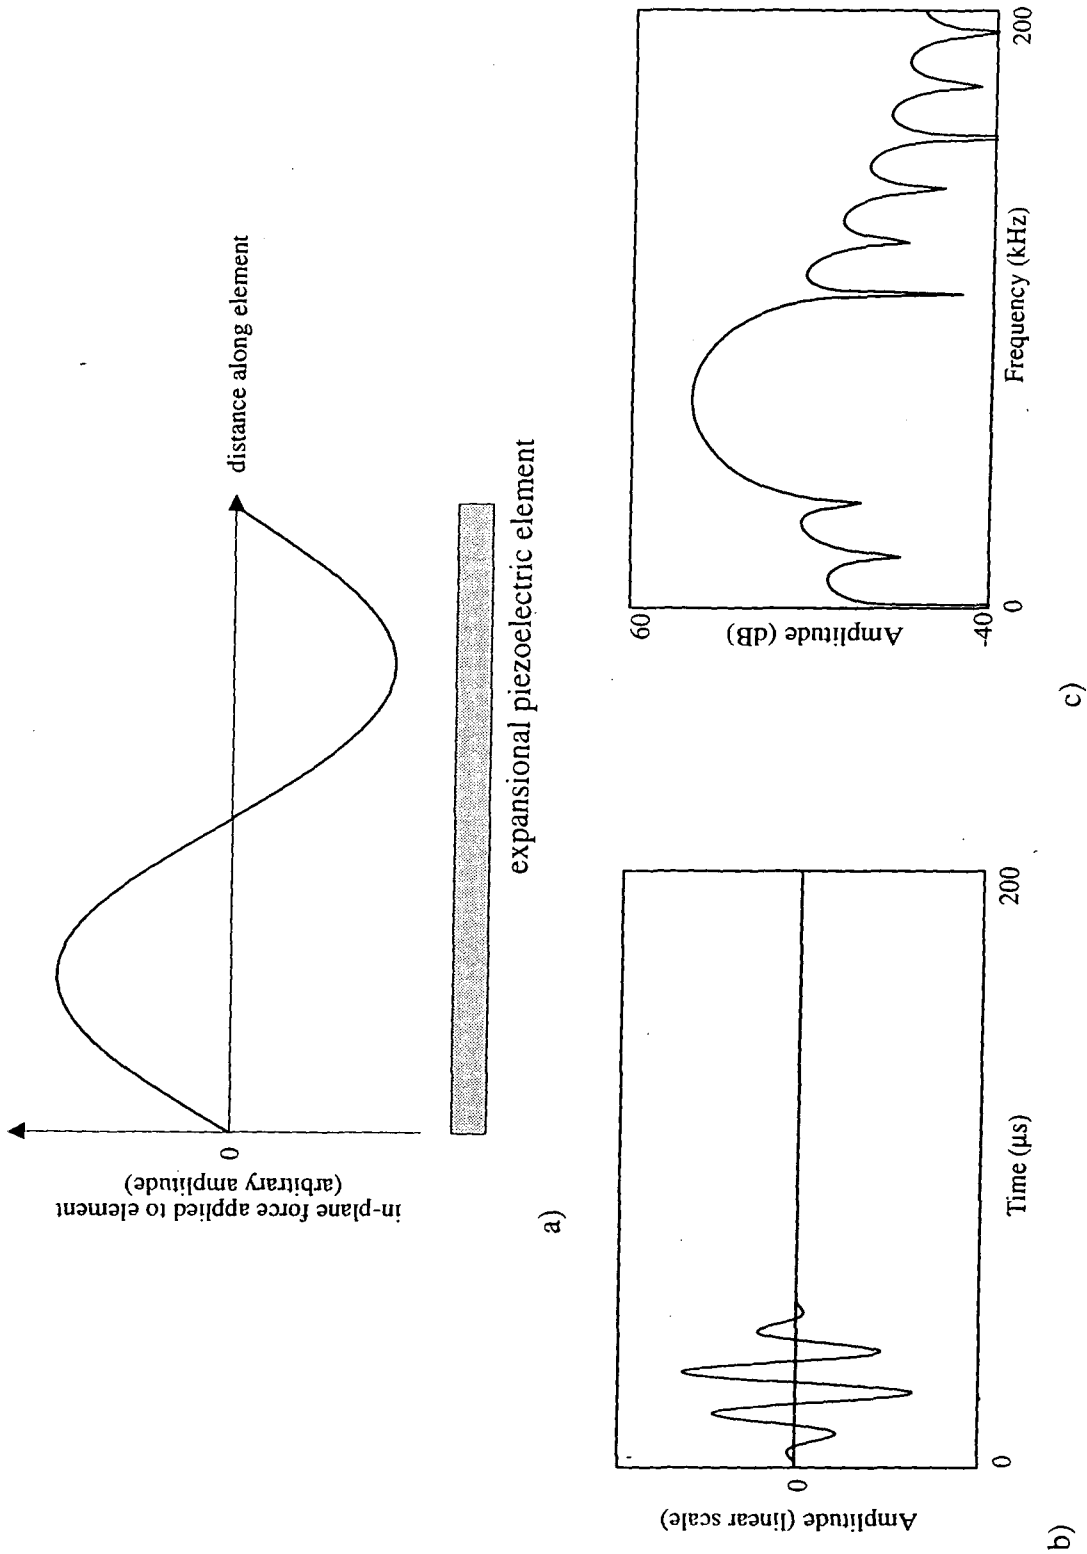 in-plane force applied to element
(arbitrary amplitude)
0
distance along element
expansional piezoelectric element
a)
Amplitude (linear scale)
0
0
200
Time (μs)
b)
Amplitude (dB)
60
-40
0
200
Frequency (kHz)
c)